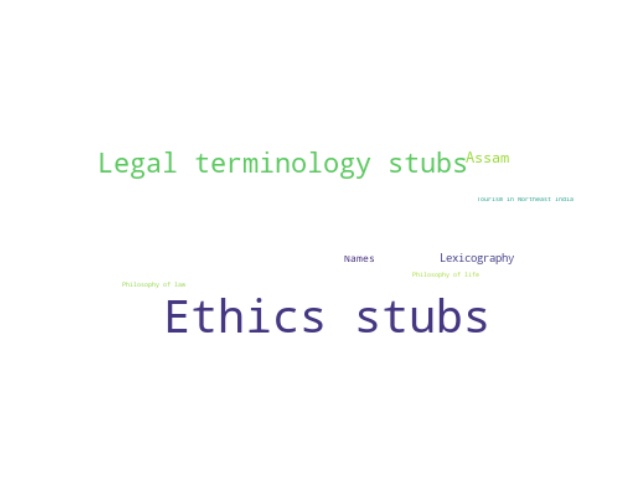 Legal terminology stubs
Assam
Tourism in Northeast India
Names
Lexicography
Philosophy of life
Philosophy of law
Ethics stubs